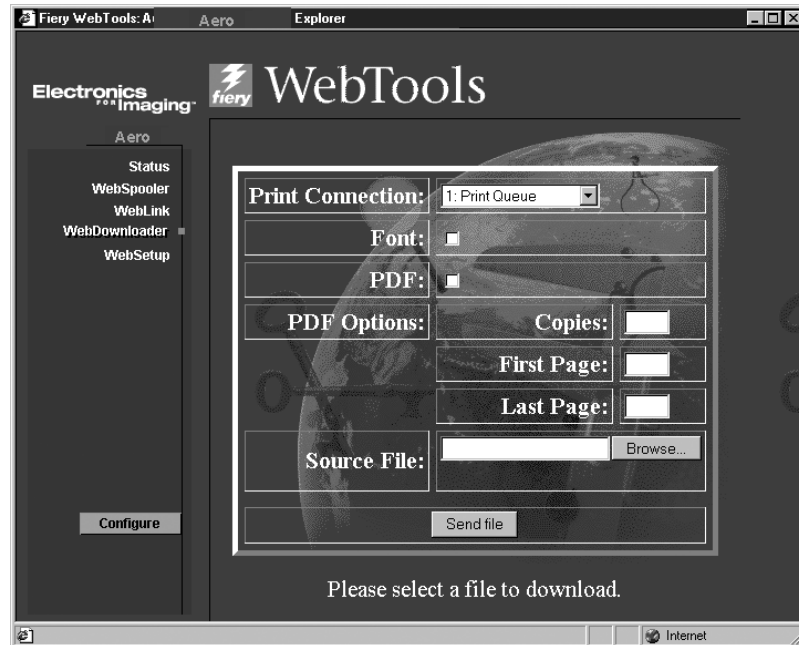 Fiery WebTools: A Aero Explorer
Electronics
FOR Imaging
fiery WebTools
Aero
Status
WebSpooler
WebLink
WebDownloader
WebSetup
Configure
Print Connection: 1: Print Queue
Font:
PDF:
PDF Options: Copies:
First Page:
Last Page:
Source File: Browse...
Send file
Please select a file to download.
Internet